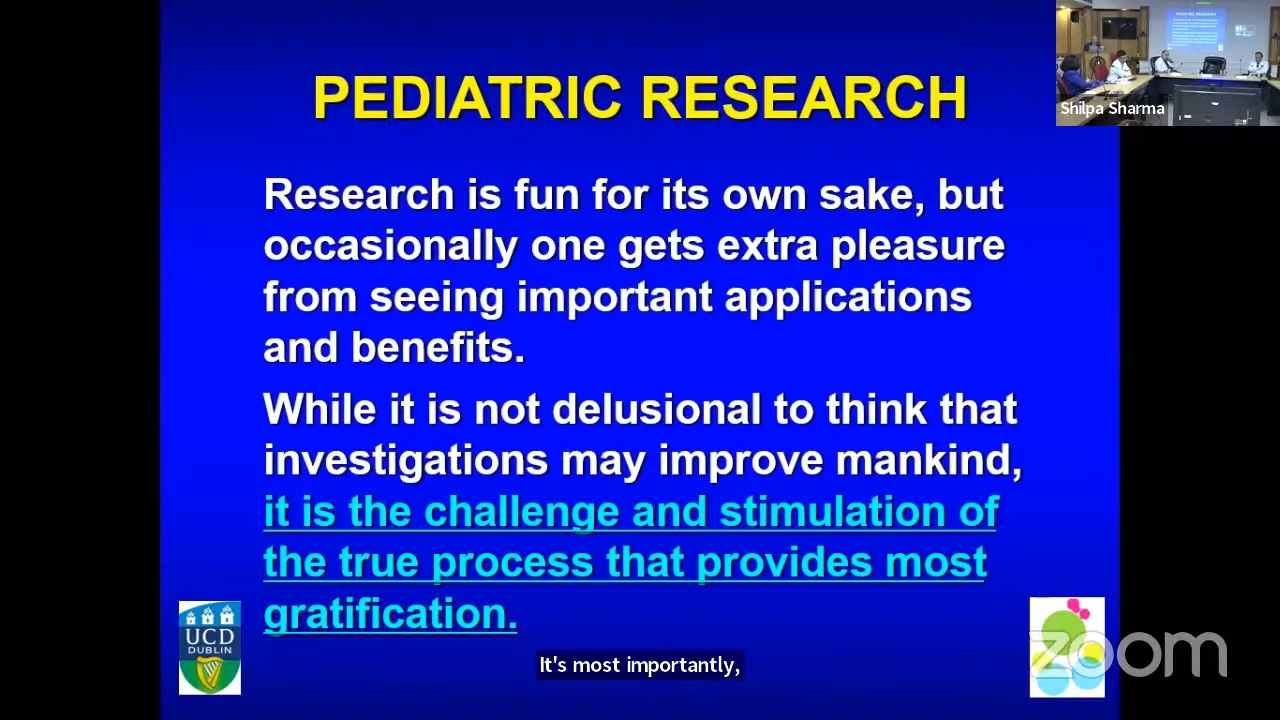 PEDIATRIC RESEARCH
Shilpa Sharma
Research is fun for its own sake, but
occasionally one gets extra pleasure
from seeing important applications
and benefits.
While it is not delusional to think that
investigations may improve mankind,
it is the challenge and stimulation of
the true process that provides most
gratification.
UCD
DUBLIN
It's most importantly,
zoom